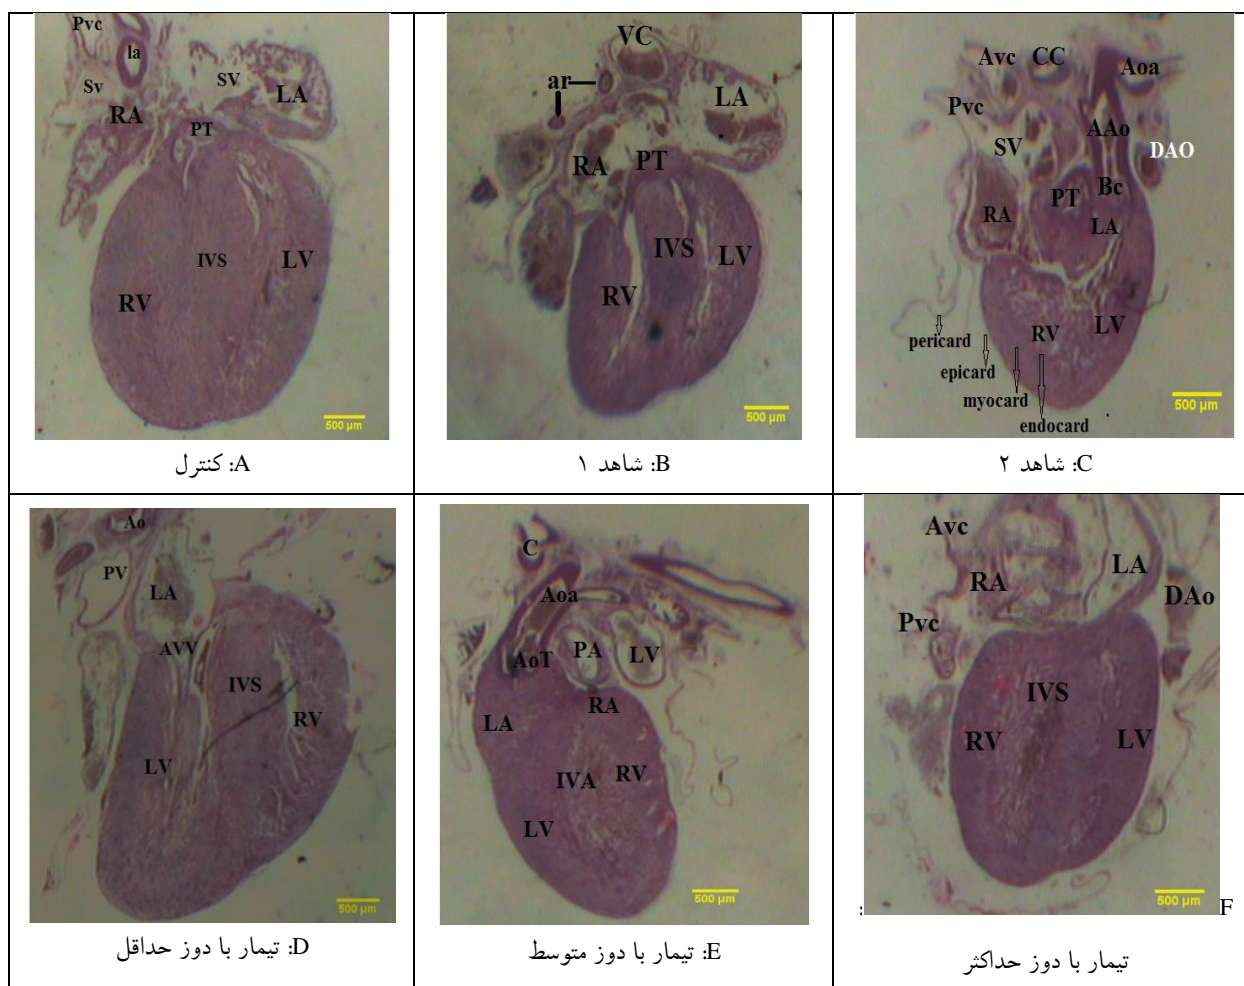 Pvc
la
Sv
SV
LA
RA
PT
IVS
LV
RV
500 µm
A: کنترل
VC
ar
LA
RA
PT
IVS
LV
RV
500 µm
B: شاهد ۱
Avc
CC
Aoa
Pvc
AAo
SV
DAO
Bc
PT
RA
LA
RV
LV
pericard
epicard
myocard
endocard
500 µm
C: شاهد ۲
Ao
PV
LA
AVV
IVS
RV
LV
500 µm
D: تیمار با دوز حداقل
C
Aoa
PA
LV
AoT
RA
LA
IVA
RV
LV
500 µm
E: تیمار با دوز متوسط
Avc
LA
RA
DAo
Pvc
IVS
RV
LV
500 µm
F:
تیمار با دوز حداکثر